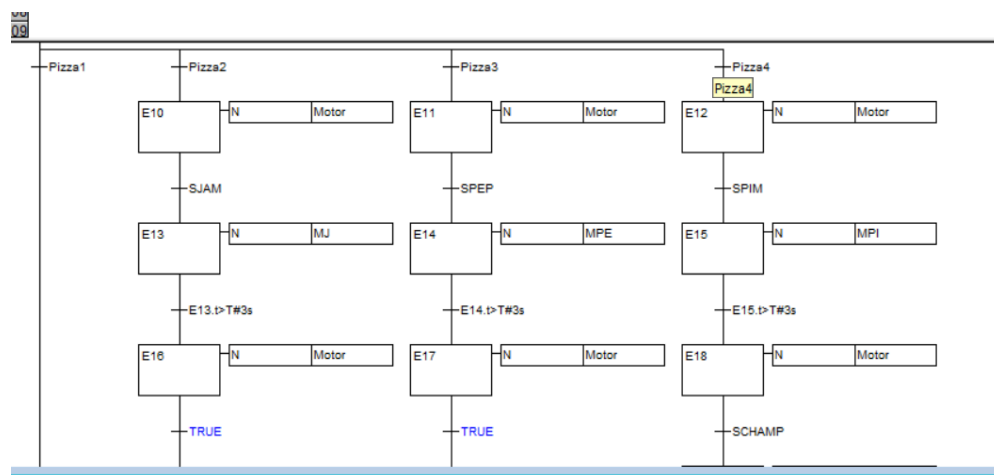 09
Pizza1 Pizza2 Pizza3 Pizza4
Pizza4
E10 N Motor E11 N Motor E12 N Motor
SJAM SPEP SPIM
E13 N MJ E14 N MPE E15 N MPI
E13.t>T#3s E14.t>T#3s E15.t>T#3s
E16 N Motor E17 N Motor E18 N Motor
TRUE TRUE SCHAMP